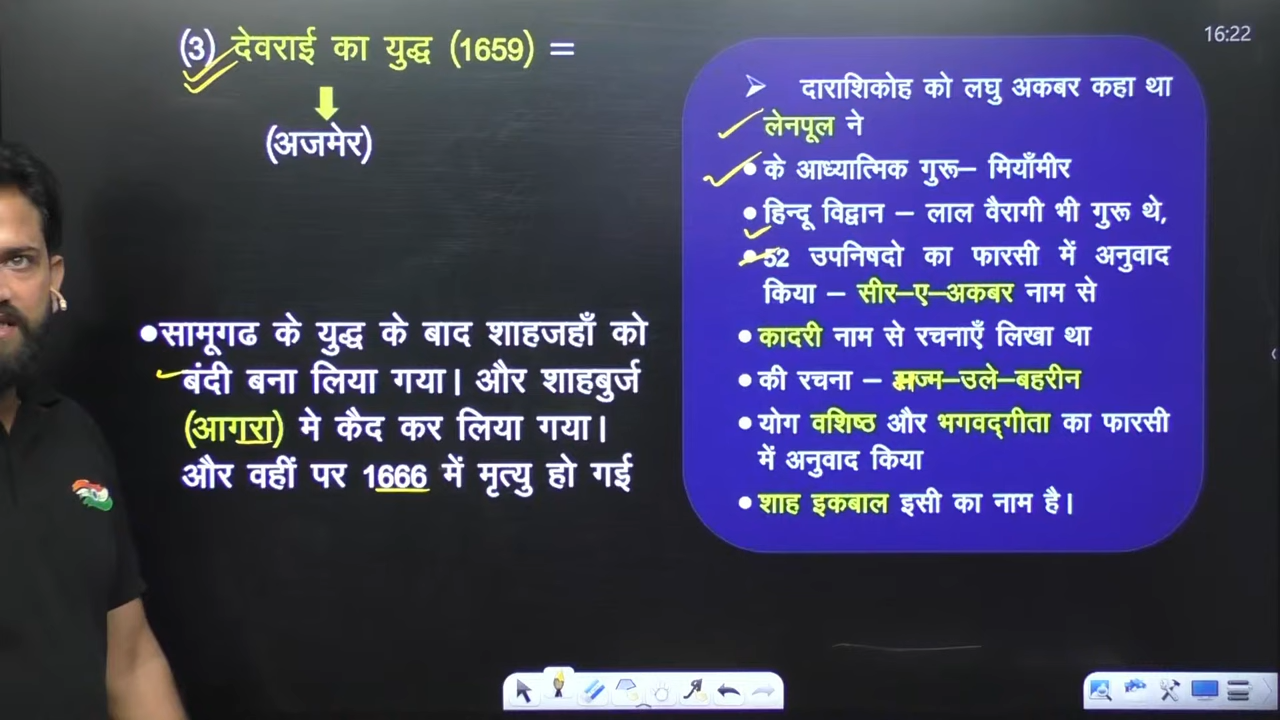 (3) देवराई का युद्ध (1659) =
(अजमेर)
•सामूगढ के युद्ध के बाद शाहजहाँ को
बंदी बना लिया गया। और शाहबुर्ज
(आगरा) मे कैद कर लिया गया।
और वहीं पर 1666 में मृत्यु हो गई
16:22
➢ दाराशिकोह को लघु अकबर कहा था
लेनपूल ने
• के आध्यात्मिक गुरू– मियाँमीर
• हिन्दू विद्वान – लाल वैरागी भी गुरू थे,
• 52 उपनिषदो का फारसी में अनुवाद
किया – सीर–ए–अकबर नाम से
• कादरी नाम से रचनाएँ लिखा था
• की रचना – मज्म–उले–बहरीन
• योग वशिष्ठ और भगवद्गीता का फारसी
में अनुवाद किया
• शाह इकबाल इसी का नाम है।